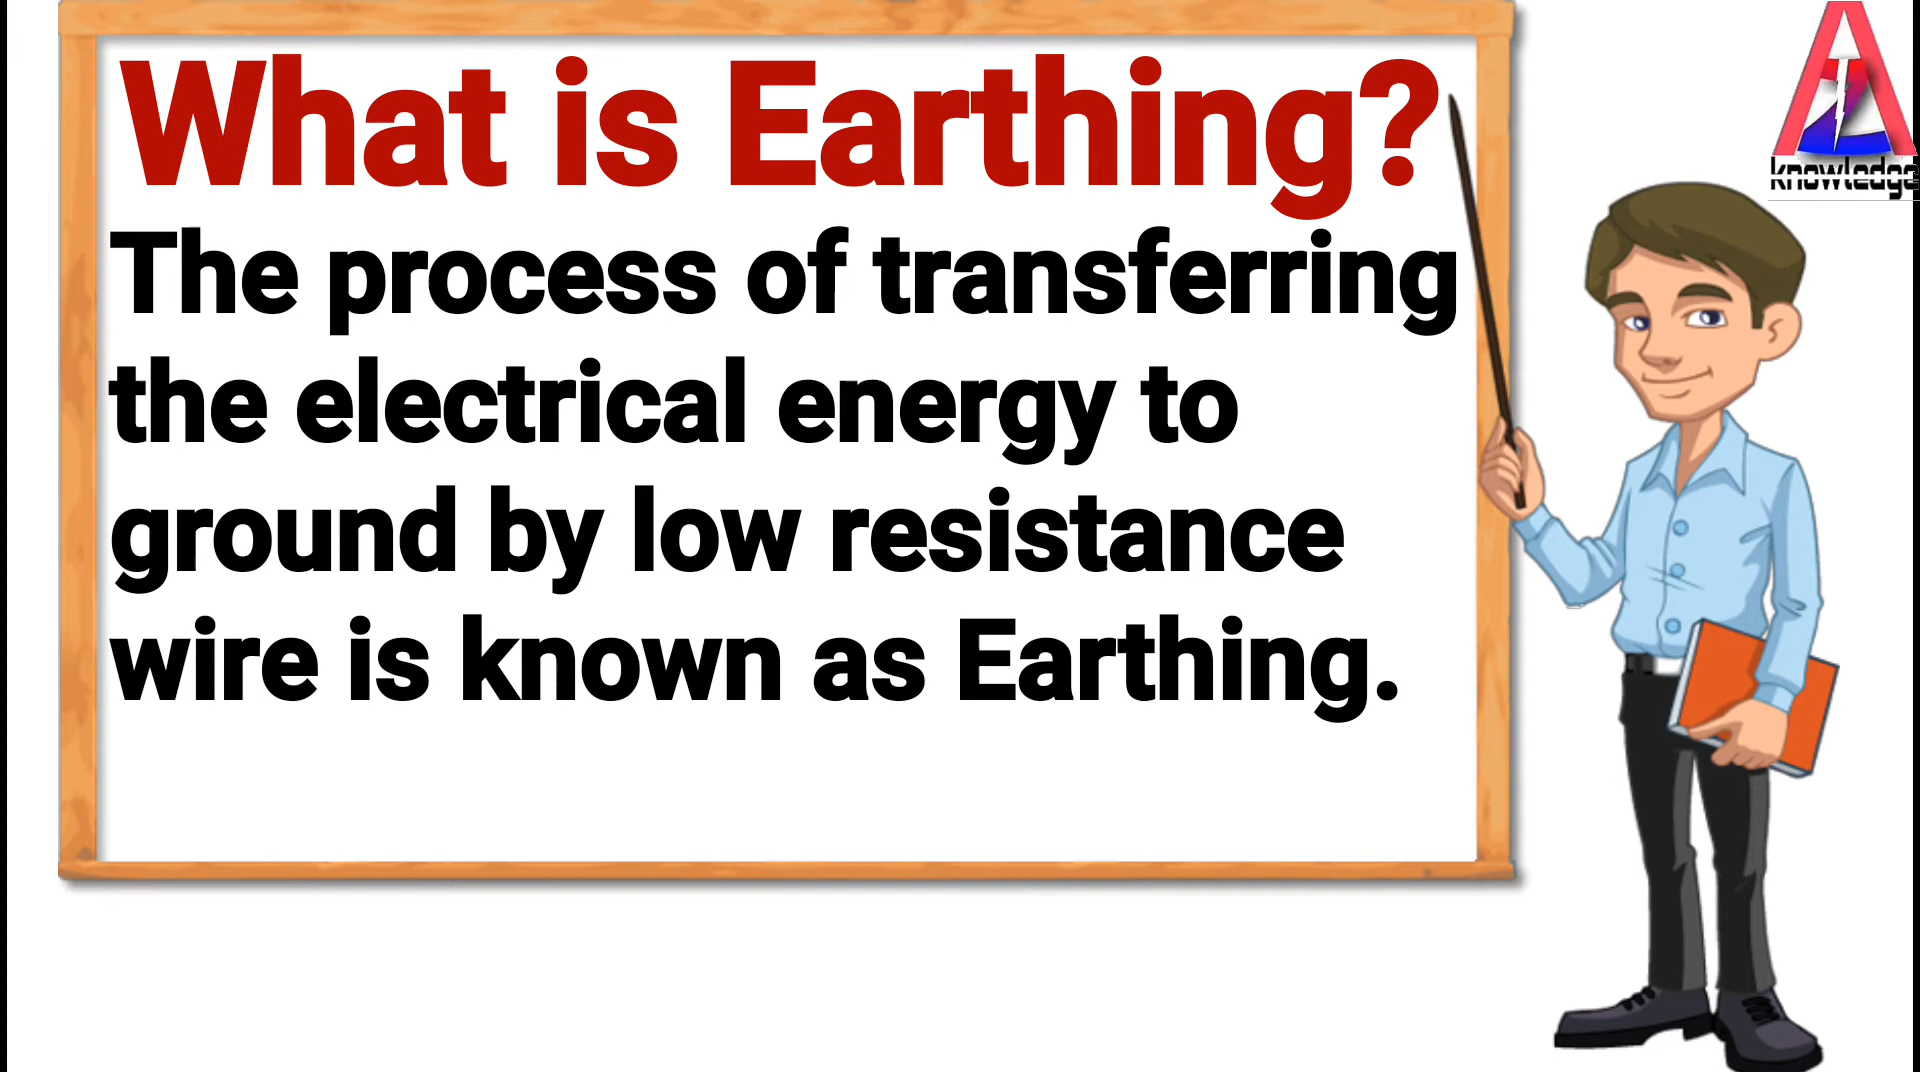 What is Earthing?
The process of transferring
the electrical energy to
ground by low resistance
wire is known as Earthing.
AZ
knowledge